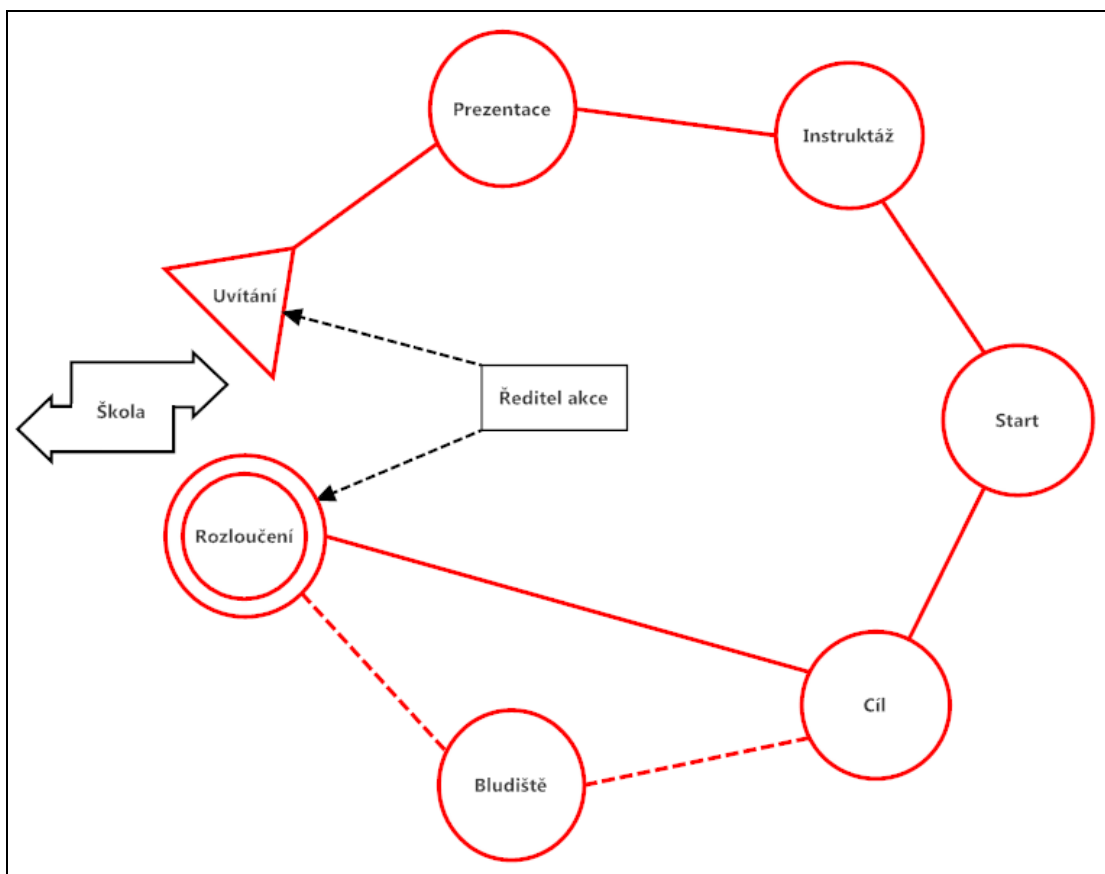 Prezentace
Instruktáž
Uvítání
Ředitel akce
Škola
Start
Rozloučení
Cíl
Bludiště